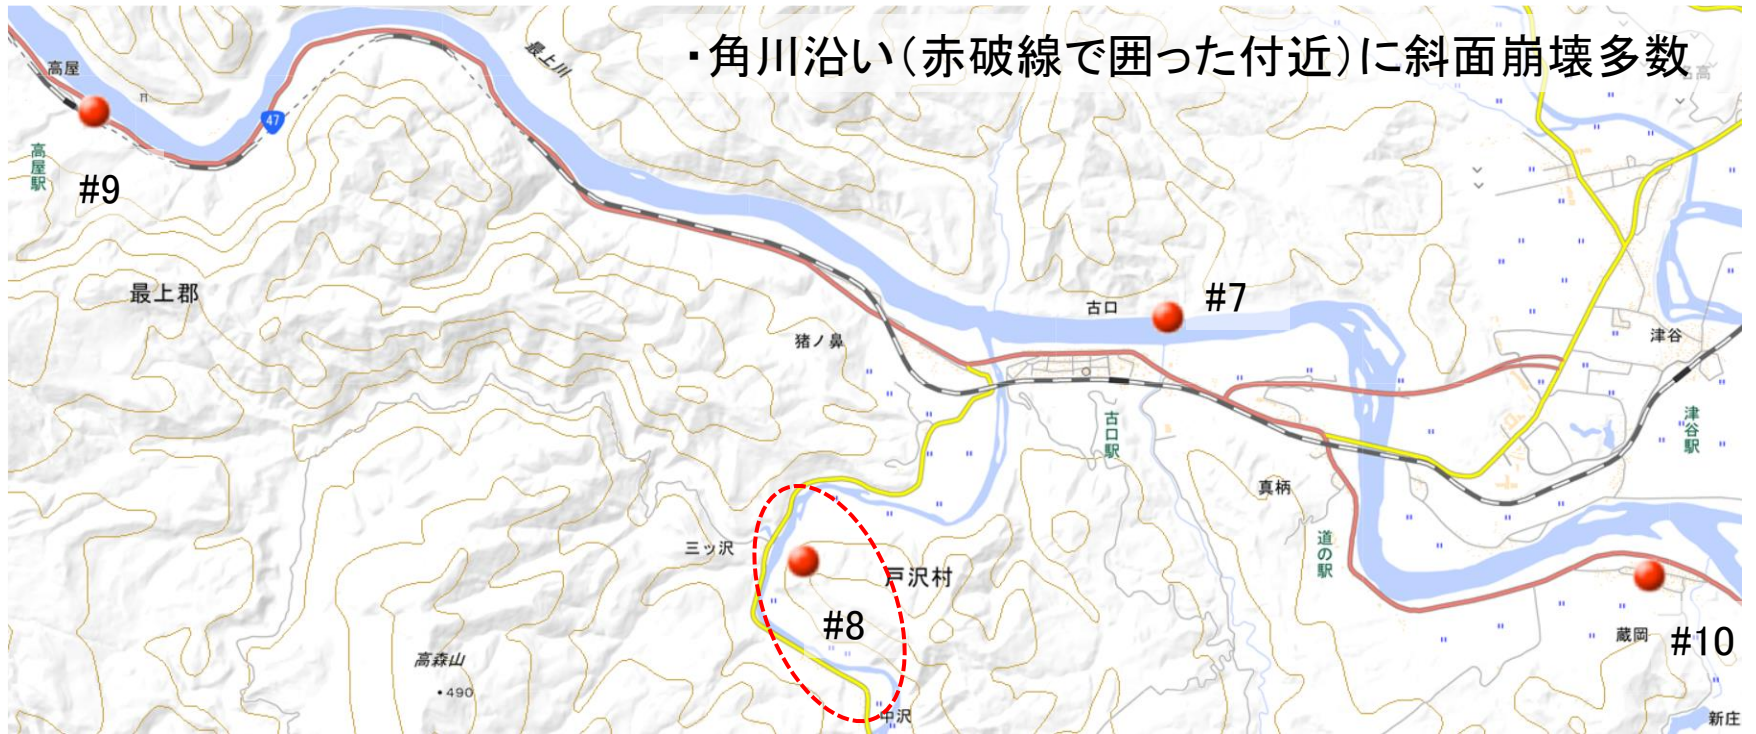 ・角川沿い（赤破線で囲った付近）に斜面崩壊多数
高屋
最上川
名高
47
高屋駅
#9
最上郡
古口
#7
猪ノ鼻
津谷
古口駅
津谷駅
真柄
三ッ沢
道の駅
戸沢村
#8
蔵岡
#10
高森山
・490
中沢
新庄